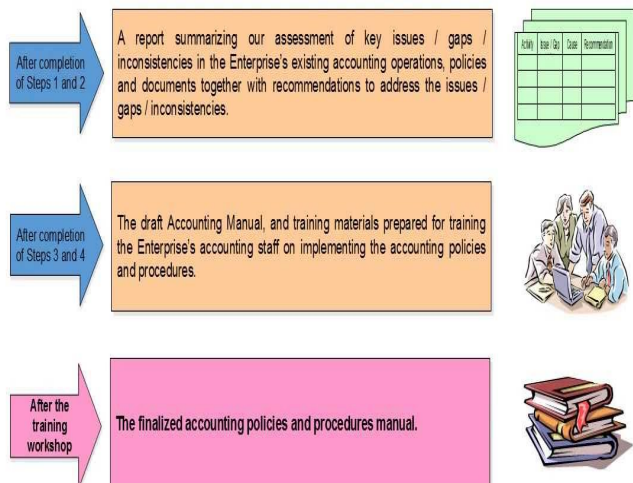 After completion
of Steps 1 and 2
A report summarizing our assessment of key issues / gaps /
inconsistencies in the Enterprise's existing accounting operations, policies
and documents together with recommendations to address the issues /
gaps / inconsistencies.
Activity Issue / Gap Cause Recommendation
After completion
of Steps 3 and 4
The draft Accounting Manual, and training materials prepared for training
the Enterprise's accounting staff on implementing the accounting policies
and procedures.
After the
training
workshop
The finalized accounting policies and procedures manual.